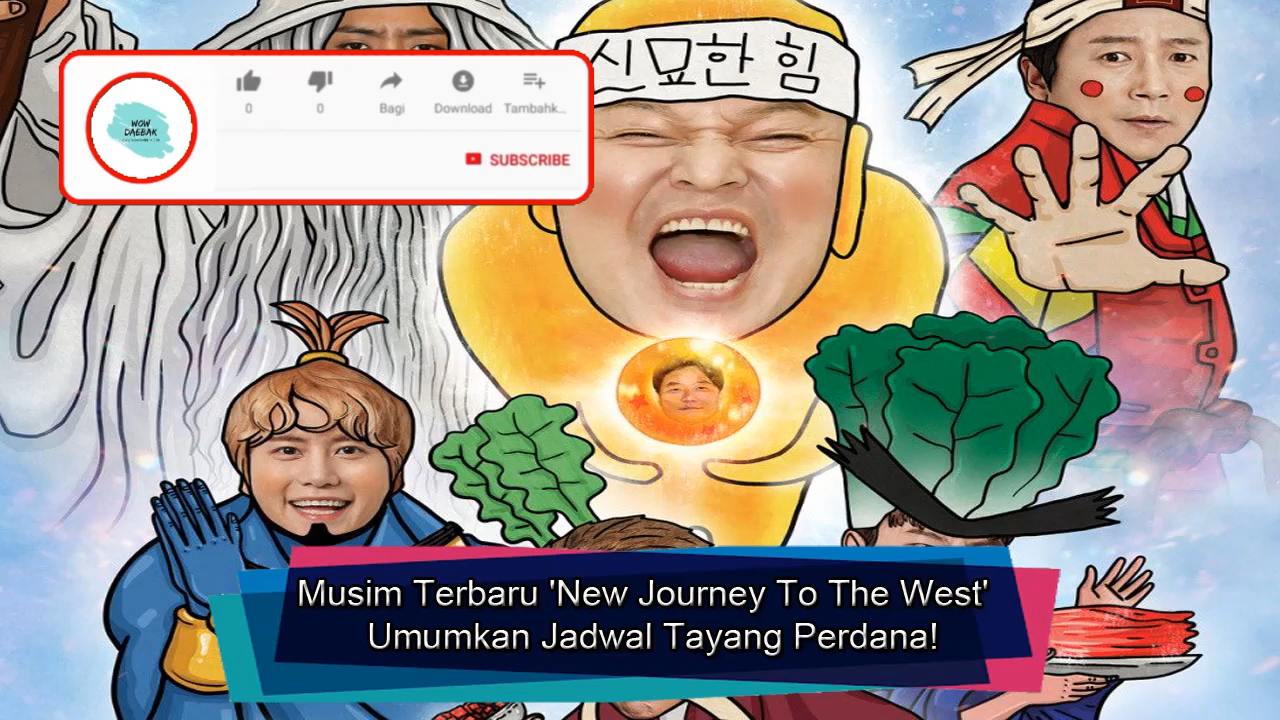 신묘한 힘
WOW
DAEBAK
0
0
Bagi
Download
Tambahk...
SUBSCRIBE
Musim Terbaru 'New Journey To The West'
Umumkan Jadwal Tayang Perdana!